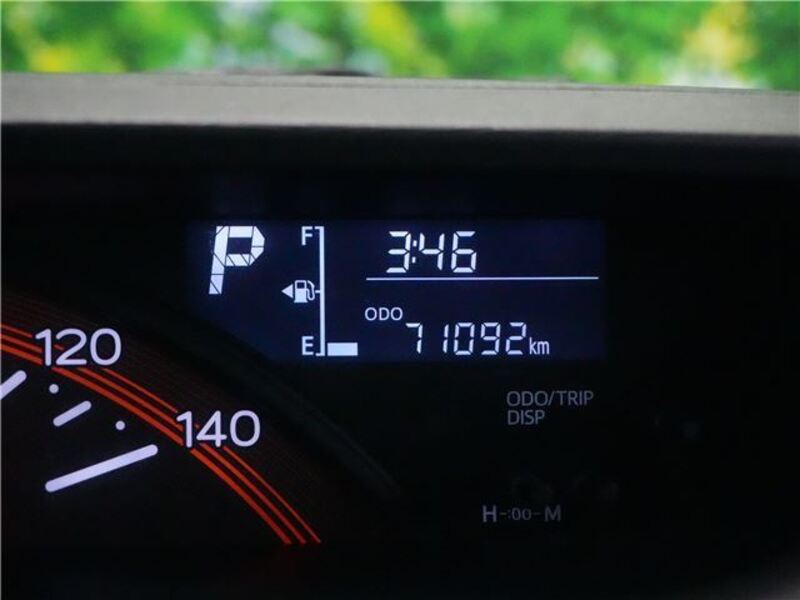 P
F
3:46
ODO
71092km
E
120
140
ODO/TRIP
DISP
H-:00-M